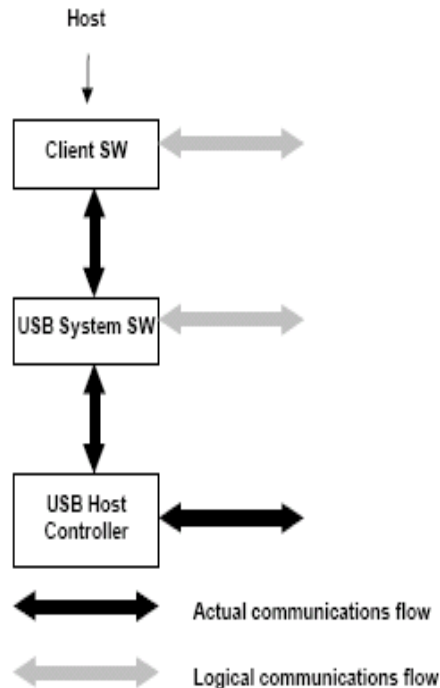 Host
Client SW
USB System SW
USB Host
Controller
Actual communications flow
Logical communications flow